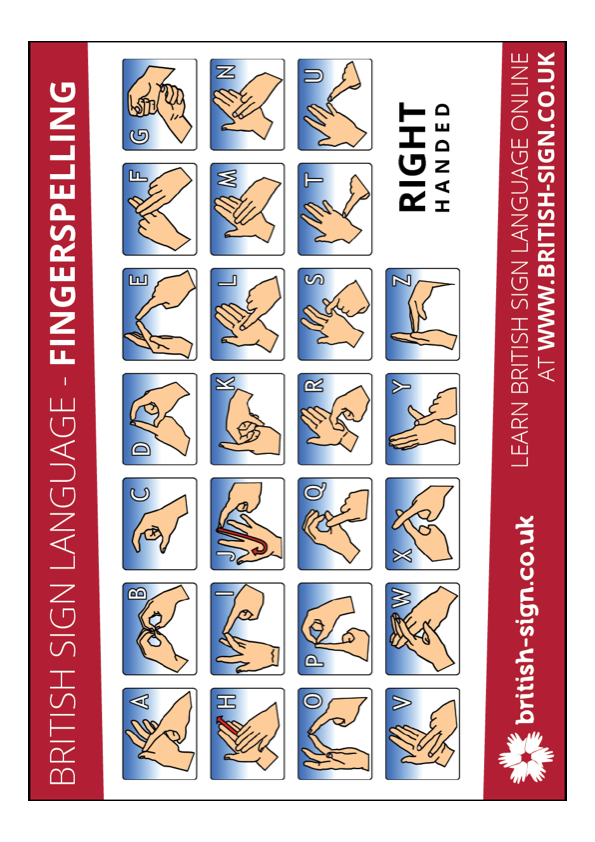 BRITISH SIGN LANGUAGE - FINGERSPELLING
A B C D E F G
H I J K L M N
O P Q R S T U
V W X Y Z
RIGHT
HANDED
british-sign.co.uk
LEARN BRITISH SIGN LANGUAGE ONLINE
AT WWW.BRITISH-SIGN.CO.UK